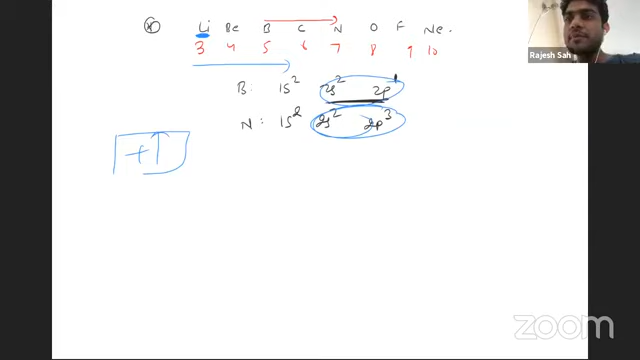 Li Be B C N O F Ne.
3 4 5 6 7 8 9 10
B: 1s² 2s² 2p¹
N: 1s² 2s² 2p³
+↑
Rajesh Sah
zoom